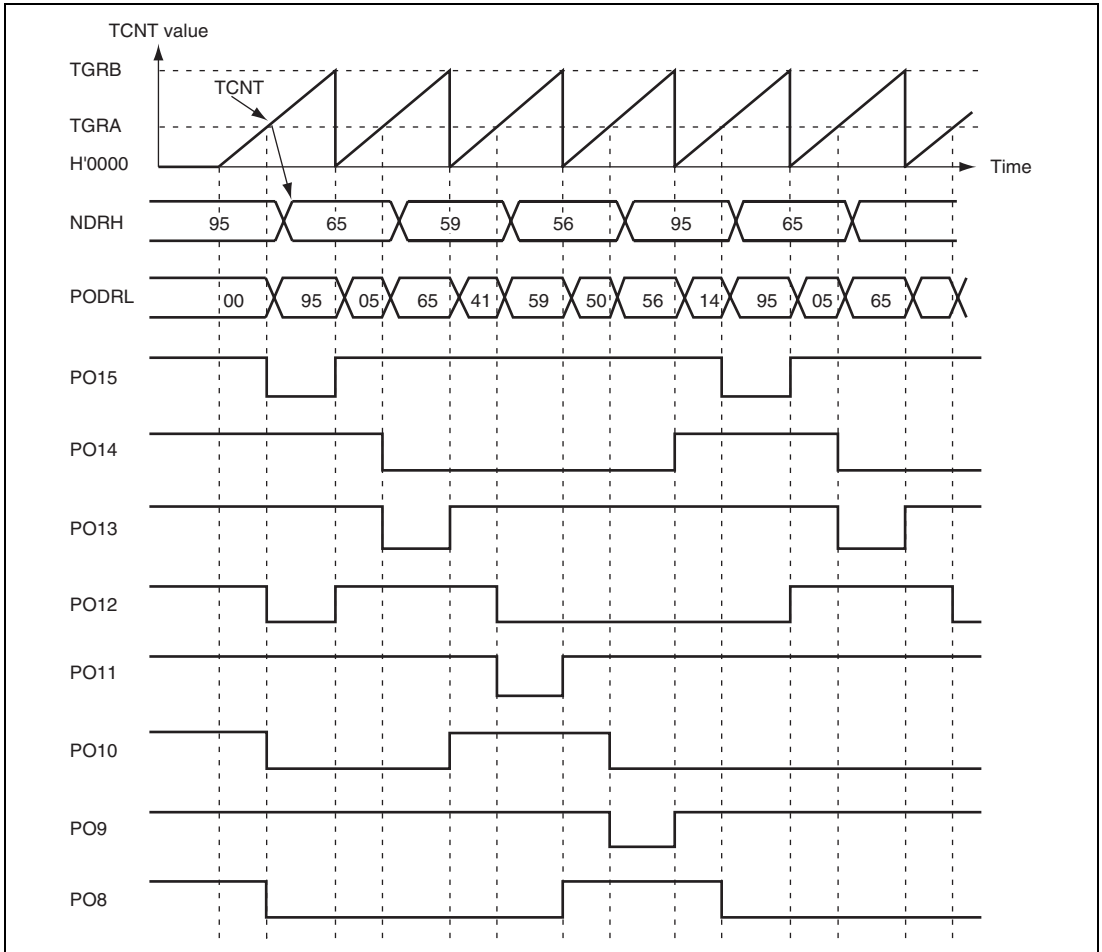 TCNT value
TGRB
TCNT
TGRA
H'0000
Time
NDRH 95 65 59 56 95 65
PODRL 00 95 05 65 41 59 50 56 14 95 05 65
PO15
PO14
PO13
PO12
PO11
PO10
PO9
PO8